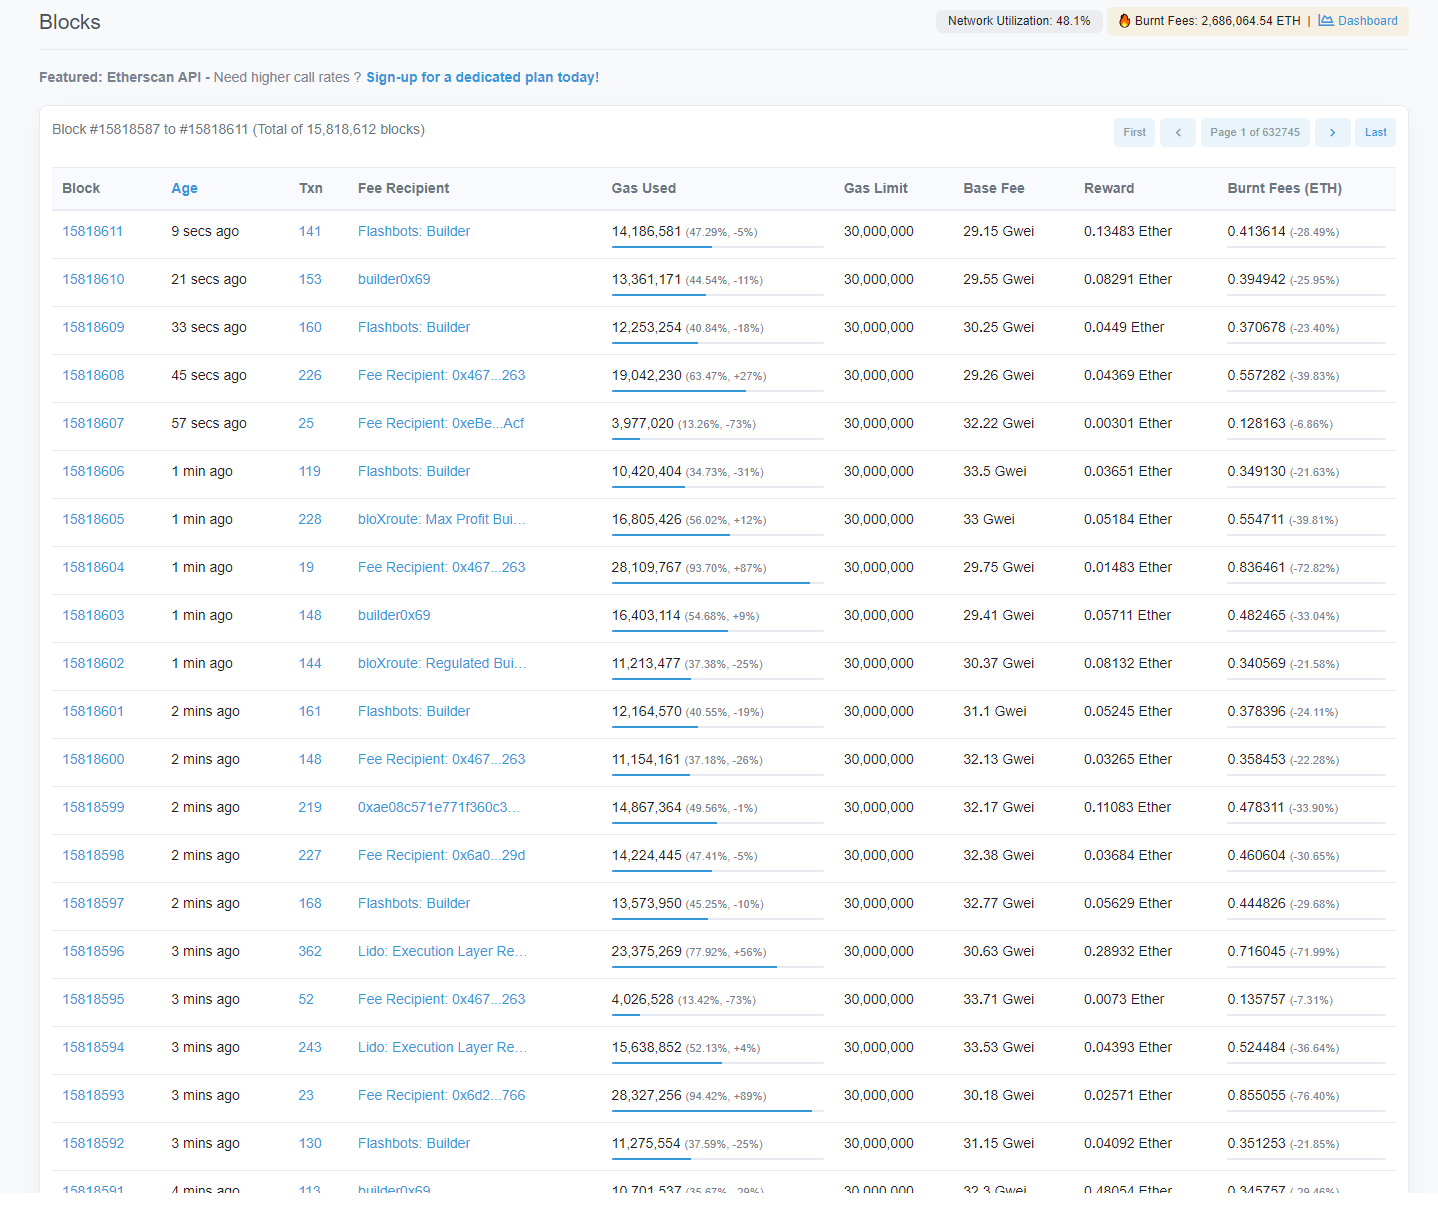 Blocks
Network Utilization: 48.1%
Burnt Fees: 2,686,064.54 ETH | Dashboard
Featured: Etherscan API - Need higher call rates ? Sign-up for a dedicated plan today!
Block #15818587 to #15818611 (Total of 15,818,612 blocks)
First ‹ Page 1 of 632745 › Last
Block Age Txn Fee Recipient Gas Used Gas Limit Base Fee Reward Burnt Fees (ETH)
15818611 9 secs ago 141 Flashbots: Builder 14,186,581 (47.29%, -5%) 30,000,000 29.15 Gwei 0.13483 Ether 0.413614 (-28.49%)
15818610 21 secs ago 153 builder0x69 13,361,171 (44.54%, -11%) 30,000,000 29.55 Gwei 0.08291 Ether 0.394942 (-25.95%)
15818609 33 secs ago 160 Flashbots: Builder 12,253,254 (40.84%, -18%) 30,000,000 30.25 Gwei 0.0449 Ether 0.370678 (-23.40%)
15818608 45 secs ago 226 Fee Recipient: 0x467...263 19,042,230 (63.47%, +27%) 30,000,000 29.26 Gwei 0.04369 Ether 0.557282 (-39.83%)
15818607 57 secs ago 25 Fee Recipient: 0xeBe...Acf 3,977,020 (13.26%, -73%) 30,000,000 32.22 Gwei 0.00301 Ether 0.128163 (-6.86%)
15818606 1 min ago 119 Flashbots: Builder 10,420,404 (34.73%, -31%) 30,000,000 33.5 Gwei 0.03651 Ether 0.349130 (-21.63%)
15818605 1 min ago 228 bloXroute: Max Profit Bui... 16,805,426 (56.02%, +12%) 30,000,000 33 Gwei 0.05184 Ether 0.554711 (-39.81%)
15818604 1 min ago 19 Fee Recipient: 0x467...263 28,109,767 (93.70%, +87%) 30,000,000 29.75 Gwei 0.01483 Ether 0.836461 (-72.82%)
15818603 1 min ago 148 builder0x69 16,403,114 (54.68%, +9%) 30,000,000 29.41 Gwei 0.05711 Ether 0.482465 (-33.04%)
15818602 1 min ago 144 bloXroute: Regulated Bui... 11,213,477 (37.38%, -25%) 30,000,000 30.37 Gwei 0.08132 Ether 0.340569 (-21.58%)
15818601 2 mins ago 161 Flashbots: Builder 12,164,570 (40.55%, -19%) 30,000,000 31.1 Gwei 0.05245 Ether 0.378396 (-24.11%)
15818600 2 mins ago 148 Fee Recipient: 0x467...263 11,154,161 (37.18%, -26%) 30,000,000 32.13 Gwei 0.03265 Ether 0.358453 (-22.28%)
15818599 2 mins ago 219 0xae08c571e771f360c3... 14,867,364 (49.56%, -1%) 30,000,000 32.17 Gwei 0.11083 Ether 0.478311 (-33.90%)
15818598 2 mins ago 227 Fee Recipient: 0x6a0...29d 14,224,445 (47.41%, -5%) 30,000,000 32.38 Gwei 0.03684 Ether 0.460604 (-30.65%)
15818597 2 mins ago 168 Flashbots: Builder 13,573,950 (45.25%, -10%) 30,000,000 32.77 Gwei 0.05629 Ether 0.444826 (-29.68%)
15818596 3 mins ago 362 Lido: Execution Layer Re... 23,375,269 (77.92%, +56%) 30,000,000 30.63 Gwei 0.28932 Ether 0.716045 (-71.99%)
15818595 3 mins ago 52 Fee Recipient: 0x467...263 4,026,528 (13.42%, -73%) 30,000,000 33.71 Gwei 0.0073 Ether 0.135757 (-7.31%)
15818594 3 mins ago 243 Lido: Execution Layer Re... 15,638,852 (52.13%, +4%) 30,000,000 33.53 Gwei 0.04393 Ether 0.524484 (-36.64%)
15818593 3 mins ago 23 Fee Recipient: 0x6d2...766 28,327,256 (94.42%, +89%) 30,000,000 30.18 Gwei 0.02571 Ether 0.855055 (-76.40%)
15818592 3 mins ago 130 Flashbots: Builder 11,275,554 (37.59%, -25%) 30,000,000 31.15 Gwei 0.04092 Ether 0.351253 (-21.85%)
15818591 4 mins ago 113 builder0x69 10,701,537 (35.67%, -29%) 30,000,000 32.3 Gwei 0.48054 Ether 0.345757 (-29.46%)